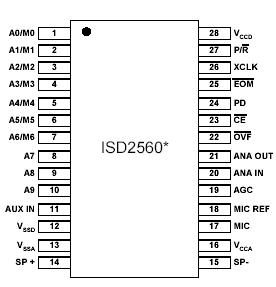 A0/M0 1 28 VCCD
A1/M1 2 27 P/R̅
A2/M2 3 26 XCLK
A3/M3 4 25 E̅O̅M̅
A4/M4 5 24 PD
A5/M5 6 23 C̅E̅
A6/M6 7 22 O̅V̅F̅
ISD2560*
A7 8 21 ANA OUT
A8 9 20 ANA IN
A9 10 19 AGC
AUX IN 11 18 MIC REF
VSSD 12 17 MIC
VSSA 13 16 VCCA
SP + 14 15 SP-